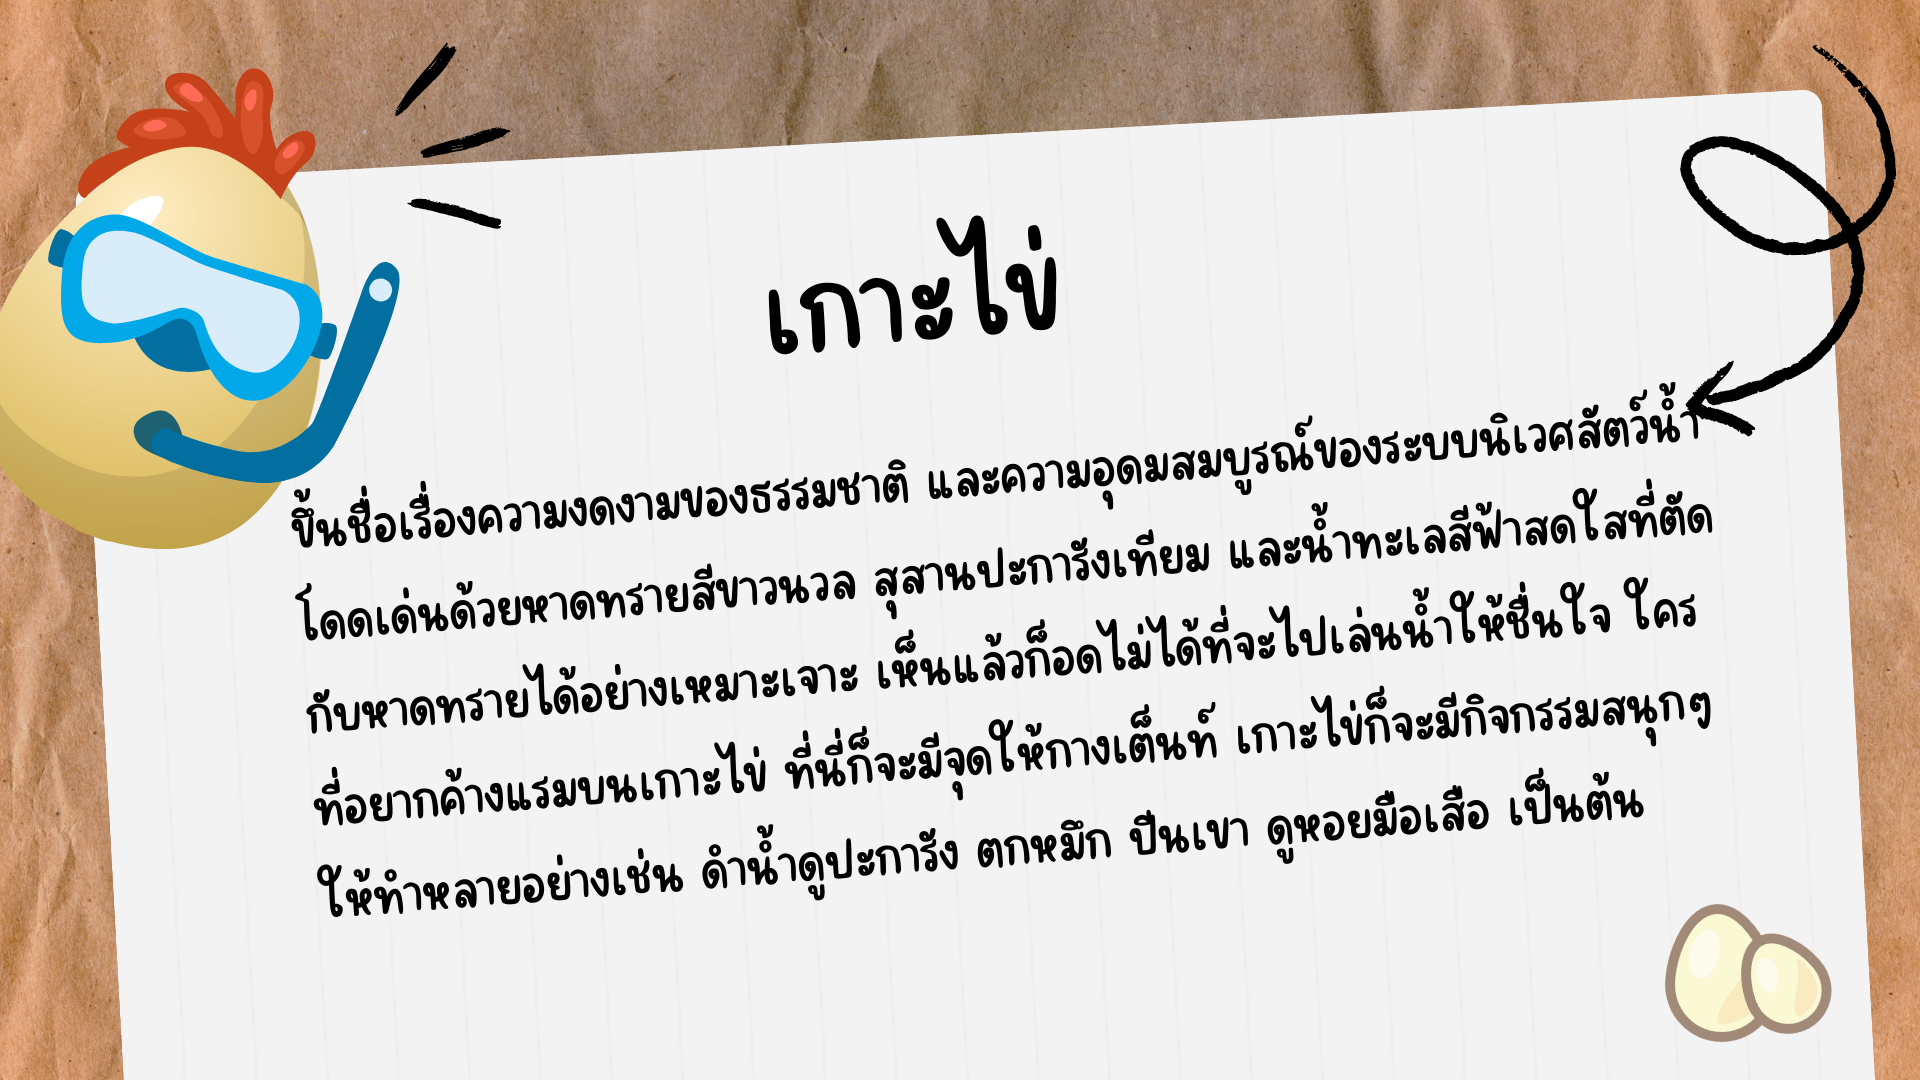 เกาะไข่
ขึ้นชื่อเรื่องความงดงามของธรรมชาติ และความอุดมสมบูรณ์ของระบบนิเวศสัตว์น้ำ
โดดเด่นด้วยหาดทรายสีขาวนวล สุสานปะการังเทียม และน้ำทะเลสีฟ้าสดใสที่ตัด
กับหาดทรายได้อย่างเหมาะเจาะ เห็นแล้วก็อดไม่ได้ที่จะไปเล่นน้ำให้ชื่นใจ ใคร
ที่อยากค้างแรมบนเกาะไข่ ที่นี่ก็จะมีจุดให้กางเต็นท์ เกาะไข่ก็จะมีกิจกรรมสนุกๆ
ให้ทำหลายอย่างเช่น ดำน้ำดูปะการัง ตกหมึก ปีนเขา ดูหอยมือเสือ เป็นต้น